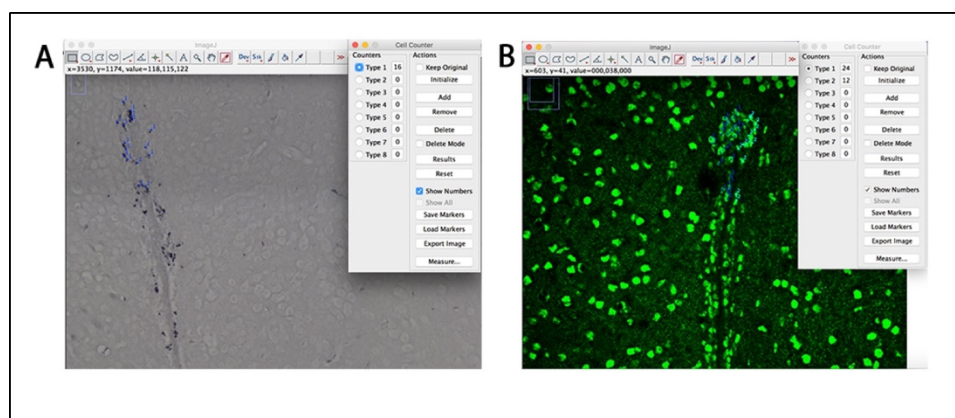 A
ImageJ
Dev Stk
x=3530, y=1174, value=118,115,122
Cell Counter
Counters
Type 1 16
Type 2 0
Type 3 0
Type 4 0
Type 5 0
Type 6 0
Type 7 0
Type 8 0
Actions
Keep Original
Initialize
Add
Remove
Delete
Delete Mode
Results
Reset
Show Numbers
Show All
Save Markers
Load Markers
Export Image
Measure...
B
ImageJ
Dev Stk
x=603, y=41, value=000,038,000
Cell Counter
Counters
Type 1 24
Type 2 12
Type 3 0
Type 4 0
Type 5 0
Type 6 0
Type 7 0
Type 8 0
Actions
Keep Original
Initialize
Add
Remove
Delete
Delete Mode
Results
Reset
Show Numbers
Show All
Save Markers
Load Markers
Export Image
Measure...